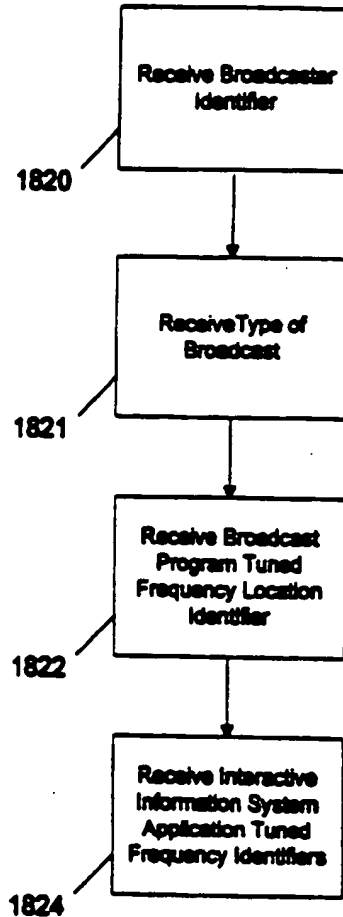 Receive Broadcaster
Identifier
1820
ReceiveType of
Broadcast
1821
Receive Broadcast
Program Tuned
Frequency Location
Identifier
1822
Receive Interactive
Information System
Application Tuned
Frequency Identifiers
1824